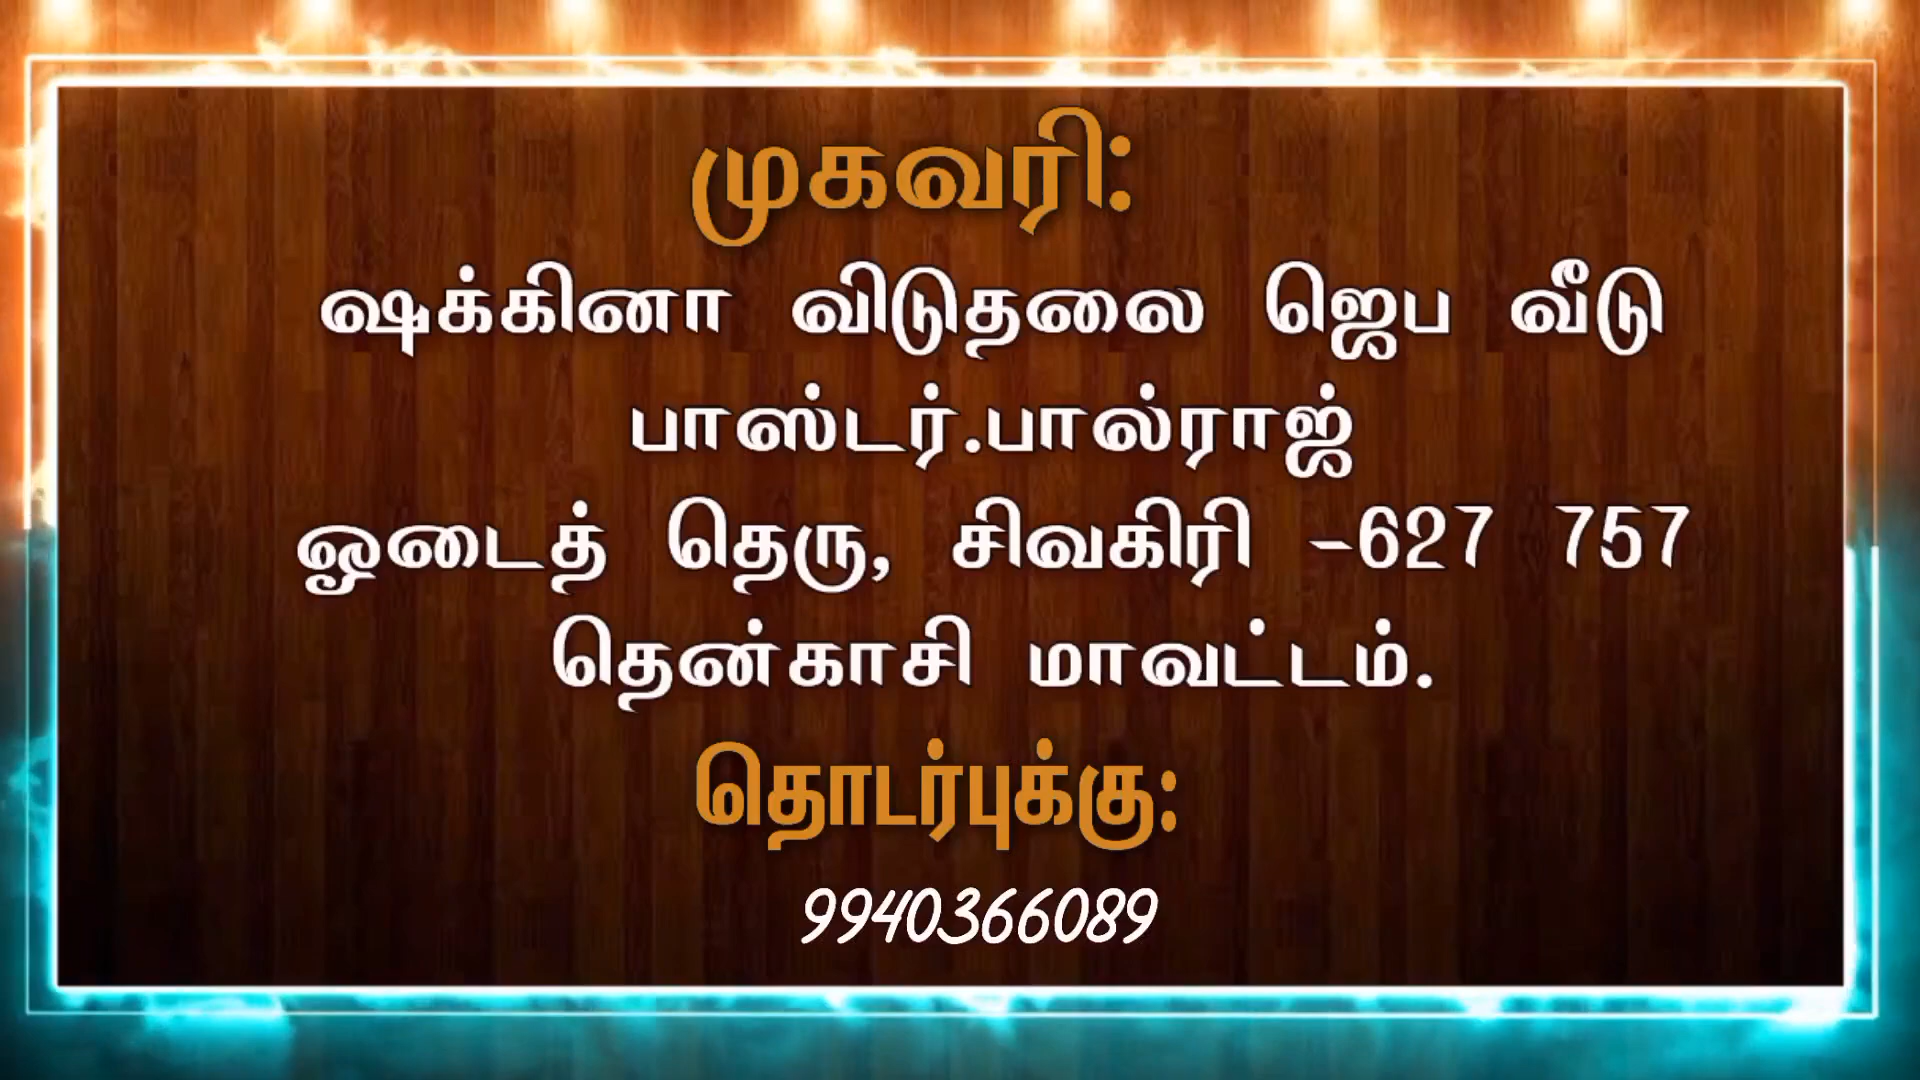 முகவரி:
ஷக்கினா விடுதலை ஜெப வீடு
பாஸ்டர்.பால்ராஜ்
ஓடைத் தெரு, சிவகிரி -627 757
தென்காசி மாவட்டம்.
தொடர்புக்கு:
9940366089